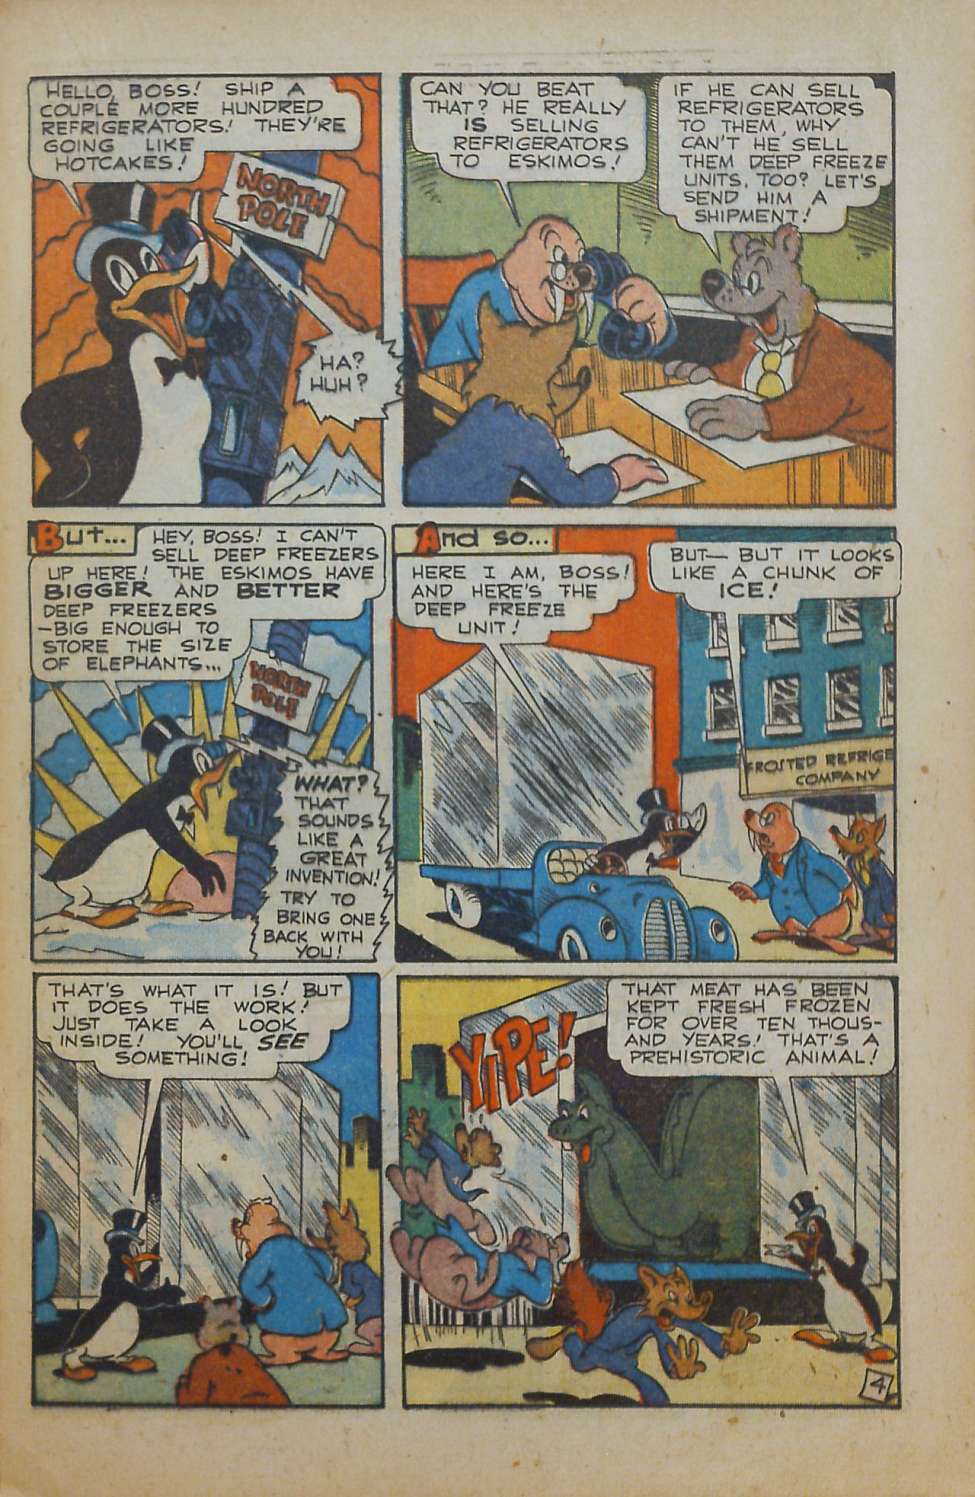 HELLO, BOSS! SHIP A
COUPLE MORE HUNDRED
REFRIGERATORS! THEY'RE
GOING LIKE
HOTCAKES!
NORTH
POLE
HA?
HUH?
CAN YOU BEAT
THAT? HE REALLY
IS SELLING
REFRIGERATORS
TO ESKIMOS!
IF HE CAN SELL
REFRIGERATORS
TO THEM, WHY
CAN'T HE SELL
THEM DEEP FREEZE
UNITS, TOO? LET'S
SEND HIM A
SHIPMENT!
BUT...
HEY, BOSS! I CAN'T
SELL DEEP FREEZERS
UP HERE! THE ESKIMOS HAVE
BIGGER AND BETTER
DEEP FREEZERS
—BIG ENOUGH TO
STORE THE SIZE
OF ELEPHANTS...
NORTH
POLE
WHAT?
THAT
SOUNDS
LIKE A
GREAT
INVENTION!
TRY TO
BRING ONE
BACK WITH
YOU!
AND SO...
HERE I AM, BOSS!
AND HERE'S THE
DEEP FREEZE
UNIT!
BUT— BUT IT LOOKS
LIKE A CHUNK OF
ICE!
FROSTED REFRIGE
COMPANY
THAT'S WHAT IT IS! BUT
IT DOES THE WORK!
JUST TAKE A LOOK
INSIDE! YOU'LL SEE
SOMETHING!
YIPE!
THAT MEAT HAS BEEN
KEPT FRESH FROZEN
FOR OVER TEN THOUS-
AND YEARS! THAT'S A
PREHISTORIC ANIMAL!
4